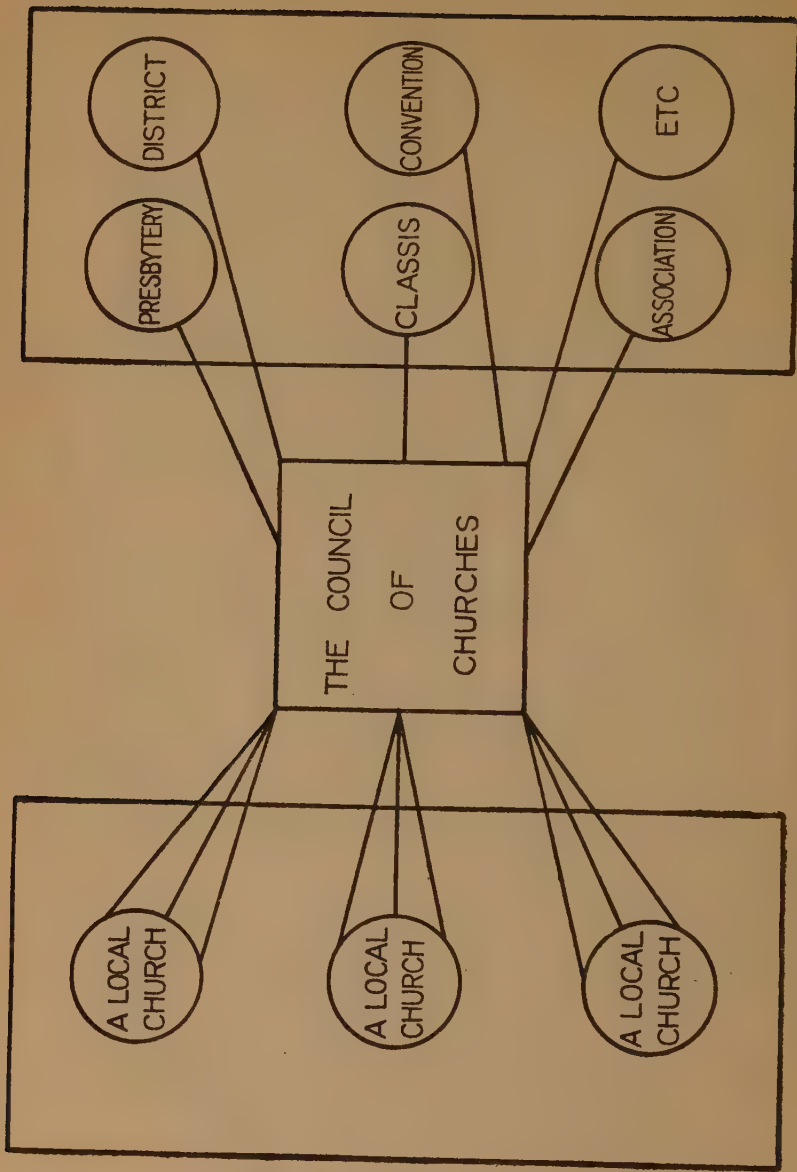 A LOCAL
CHURCH
A LOCAL
CHURCH
A LOCAL
CHURCH
THE COUNCIL
OF
CHURCHES
PRESBYTERY
DISTRICT
CLASSIS
CONVENTION
ASSOCIATION
ETC